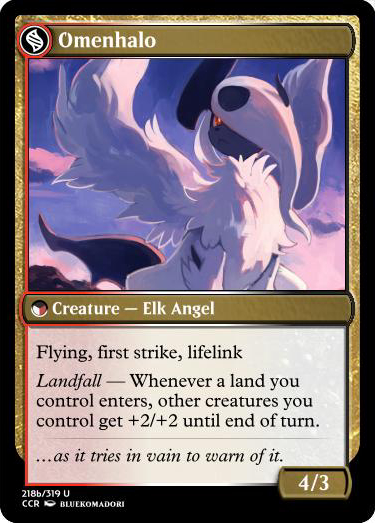 Omenhalo
Creature — Elk Angel
Flying, first strike, lifelink
Landfall — Whenever a land you
control enters, other creatures you
control get +2/+2 until end of turn.
…as it tries in vain to warn of it.
4/3
218b/319 U
CCR BLUEKOMADORI